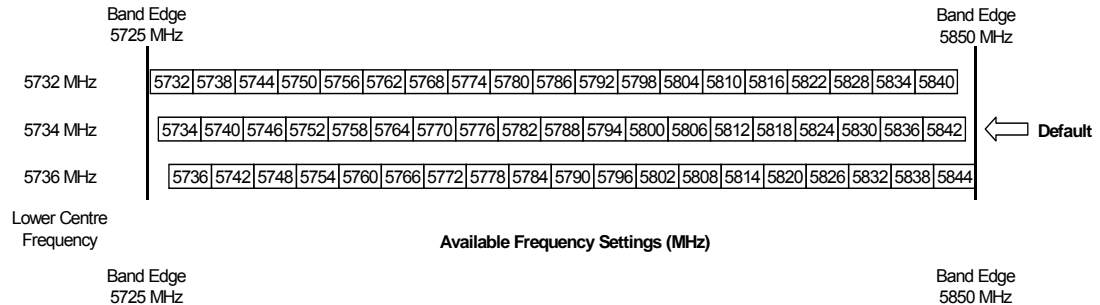 Band Edge
5725 MHz
Band Edge
5850 MHz
5732 MHz
5732 5738 5744 5750 5756 5762 5768 5774 5780 5786 5792 5798 5804 5810 5816 5822 5828 5834 5840
5734 MHz
5734 5740 5746 5752 5758 5764 5770 5776 5782 5788 5794 5800 5806 5812 5818 5824 5830 5836 5842
Default
5736 MHz
5736 5742 5748 5754 5760 5766 5772 5778 5784 5790 5796 5802 5808 5814 5820 5826 5832 5838 5844
Lower Centre
Frequency
Available Frequency Settings (MHz)
Band Edge
5725 MHz
Band Edge
5850 MHz